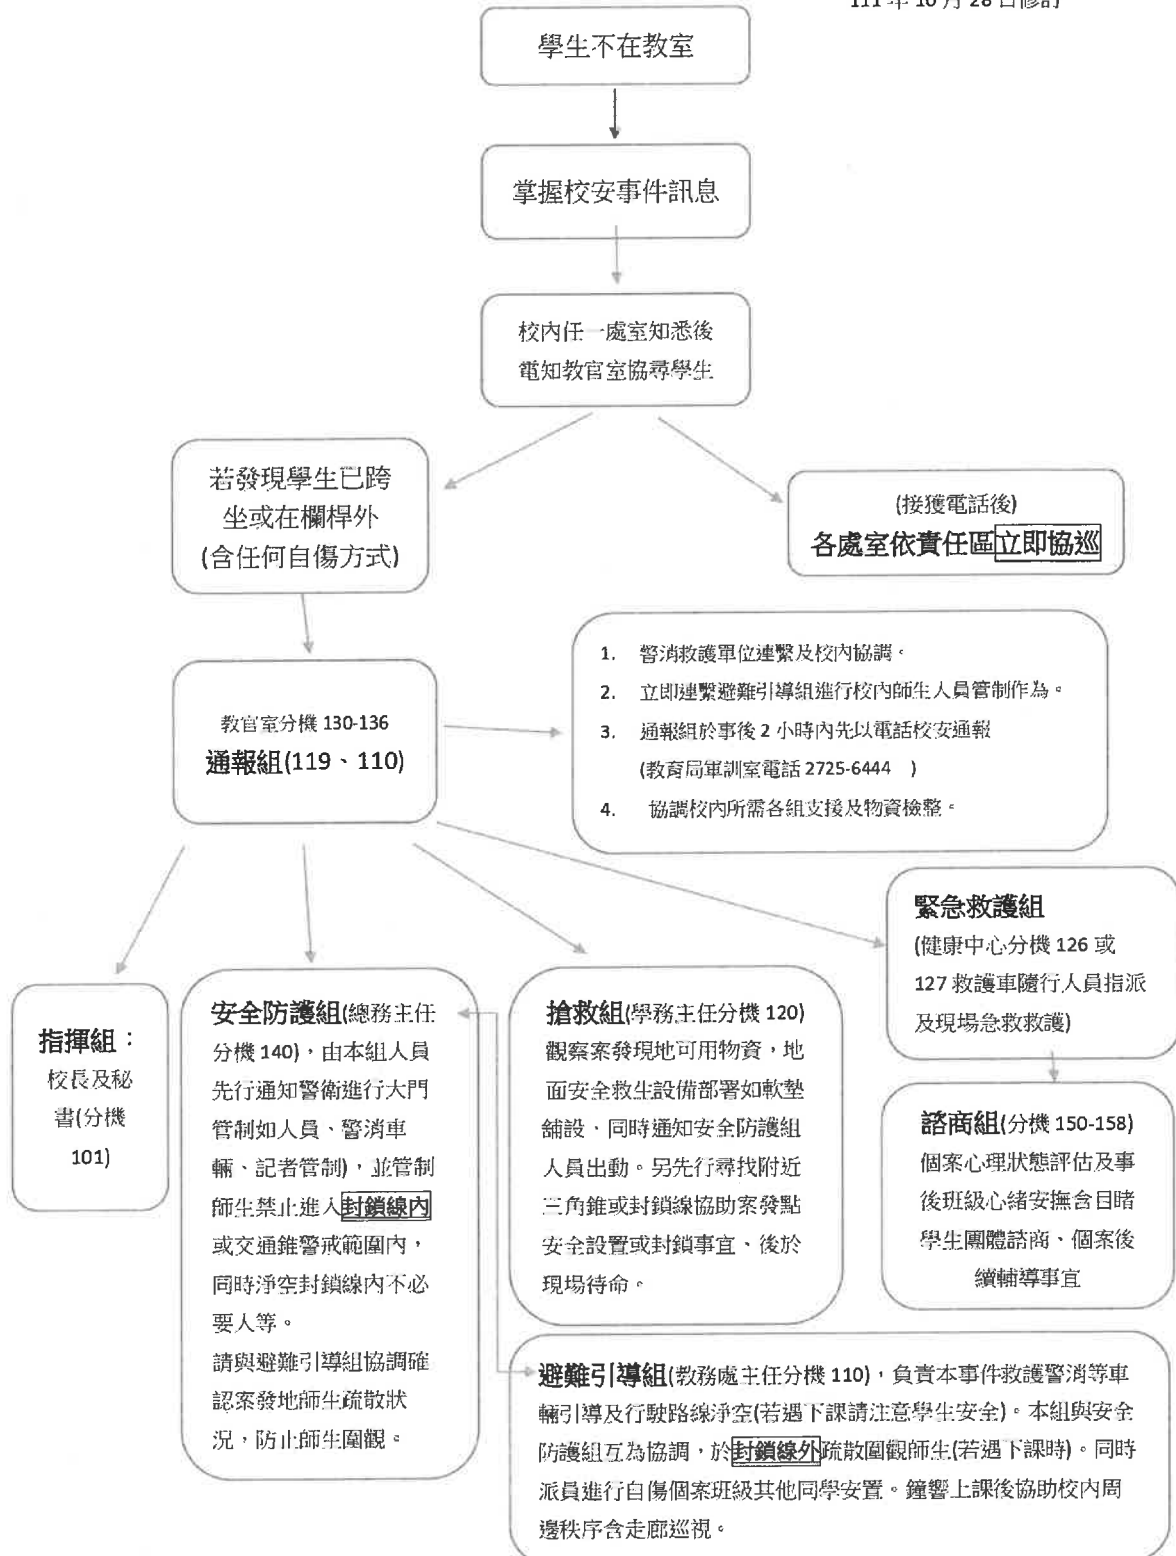 111 年 10 月 28 日修訂
學生不在教室
掌握校安事件訊息
校內任一處室知悉後
電知教官室協尋學生
若發現學生已跨
坐或在欄桿外
(含任何自傷方式)
(接獲電話後)
各處室依責任區立即協巡
教官室分機 130-136
通報組(119、110)
1. 警消救護單位連繫及校內協調。
2. 立即連繫避難引導組進行校內師生人員管制作為。
3. 通報組於事後 2 小時內先以電話校安通報
(教育局軍訓室電話 2725-6444 )
4. 協調校內所需各組支援及物資檢整。
緊急救護組
(健康中心分機 126 或
127 救護車隨行人員指派
及現場急救救護)
指揮組：
校長及秘
書(分機
101)
安全防護組(總務主任
分機 140)，由本組人員
先行通知警衛進行大門
管制如人員、警消車
輛、記者管制)，並管制
師生禁止進入封鎖線內
或交通錐警戒範圍內，
同時淨空封鎖線內不必
要人等。
請與避難引導組協調確
認案發地師生疏散狀
況，防止師生圍觀。
搶救組(學務主任分機 120)
觀察案發現地可用物資，地
面安全救生設備部署如軟墊
舖設、同時通知安全防護組
人員出動。另先行尋找附近
三角錐或封鎖線協助案發點
安全設置或封鎖事宜、後於
現場待命。
諮商組(分機 150-158)
個案心理狀態評估及事
後班級心緒安撫含目睹
學生團體諮商、個案後
續輔導事宜
避難引導組(教務處主任分機 110)，負責本事件救護警消等車
輛引導及行駛路線淨空(若遇下課請注意學生安全)。本組與安全
防護組互為協調，於封鎖線外疏散圍觀師生(若遇下課時)。同時
派員進行自傷個案班級其他同學安置。鐘響上課後協助校內周
邊秩序含走廊巡視。